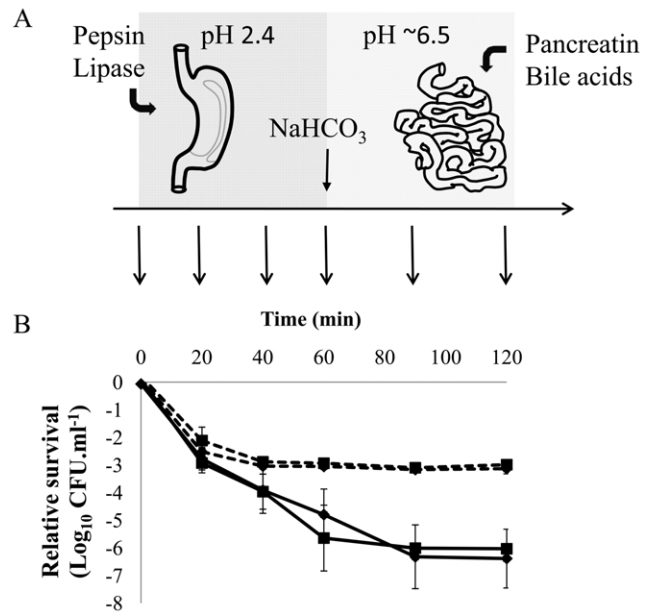 A
Pepsin
Lipase
pH 2.4
pH ~6.5
Pancreatin
Bile acids
NaHCO₃
B
Time (min)
0 20 40 60 80 100 120
Relative survival
(Log₁₀ CFU.ml⁻¹)
0
-1
-2
-3
-4
-5
-6
-7
-8